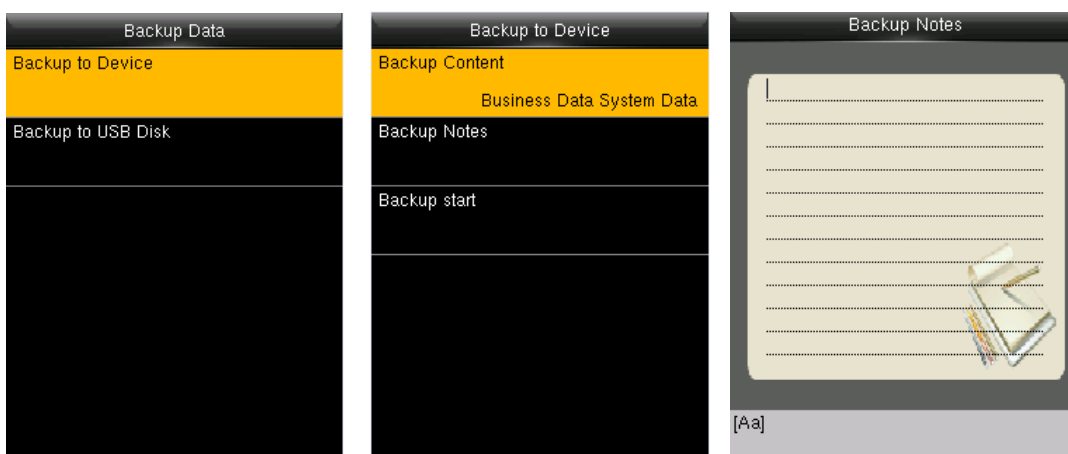 Backup Data
Backup to Device
Backup to USB Disk
Backup to Device
Backup Content
Business Data System Data
Backup Notes
Backup start
Backup Notes
[Aa]